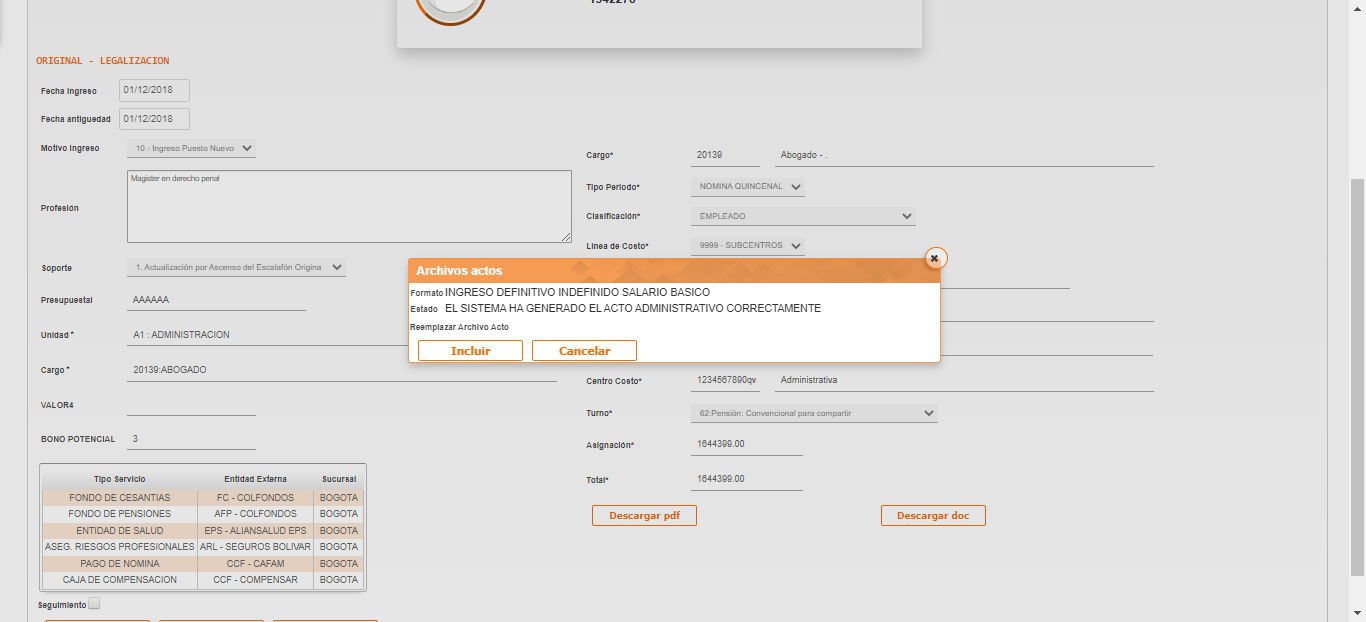 ORIGINAL - LEGALIZACION
Fecha Ingreso 01/12/2018
Fecha antiguedad 01/12/2018
Motivo Ingreso 10 - Ingreso Puesto Nuevo
Profesión Magister en derecho penal
Soporte 1. Actualización por Ascenso del Escalafón Origina
Presupuestal AAAAAA
Unidad * A1 : ADMINISTRACION
Cargo * 20139:ABOGADO
VALOR4
BONO POTENCIAL 3
Cargo* 20139 Abogado - .
Tipo Periodo* NOMINA QUINCENAL
Clasificación* EMPLEADO
Linea de Costo* 9999 - SUBCENTROS
Archivos actos
Formato INGRESO DEFINITIVO INDEFINIDO SALARIO BASICO
Estado EL SISTEMA HA GENERADO EL ACTO ADMINISTRATIVO CORRECTAMENTE
Reemplazar Archivo Acto
Incluir Cancelar
Centro Costo* 1234567890qv Administrativa
Turno* 62:Pensión: Convencional para compartir
Asignación* 1644399.00
Total* 1644399.00
Descargar pdf Descargar doc
Tipo Servicio Entidad Externa Sucursal
FONDO DE CESANTIAS FC - COLFONDOS BOGOTA
FONDO DE PENSIONES AFP - COLFONDOS BOGOTA
ENTIDAD DE SALUD EPS - ALIANSALUD EPS BOGOTA
ASEG. RIESGOS PROFESIONALES ARL - SEGUROS BOLIVAR BOGOTA
PAGO DE NOMINA CCF - CAFAM BOGOTA
CAJA DE COMPENSACION CCF - COMPENSAR BOGOTA
Seguimiento